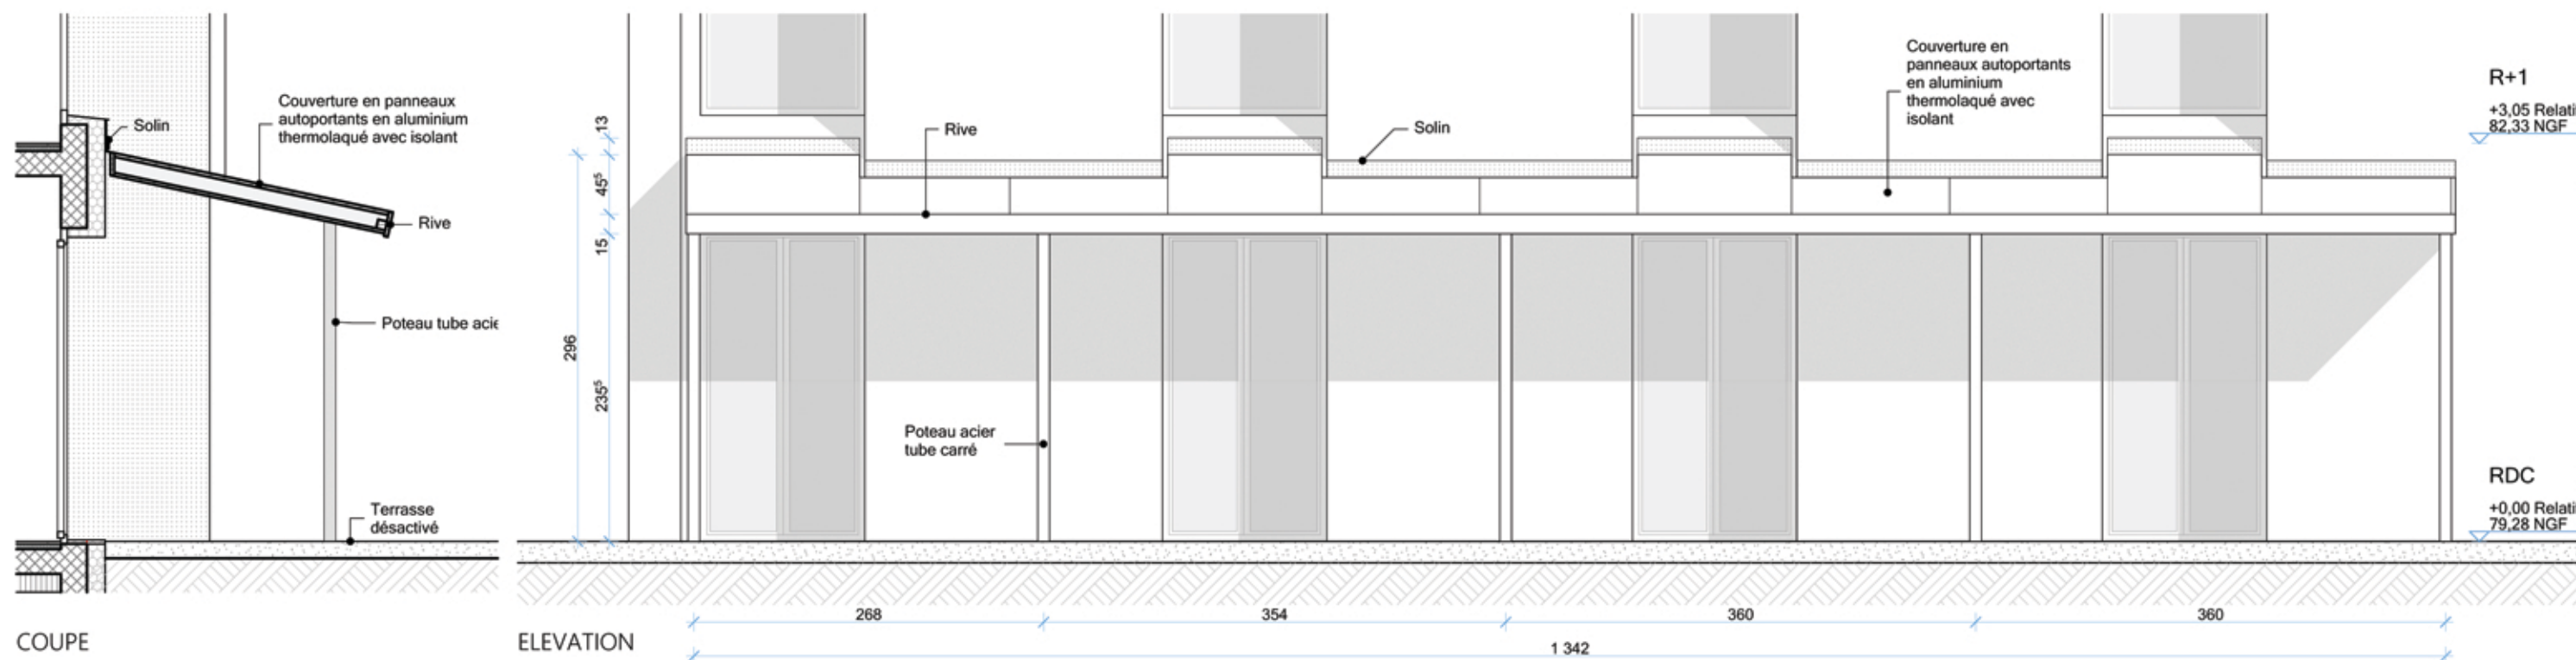 Couverture en panneaux
autoportants en aluminium
thermolaqué avec isolant
Solin
Rive
Poteau tube acie
Terrasse
désactivé
COUPE
13
45⁵
15
296
235⁵
Rive
Solin
Couverture en
panneaux autoportants
en aluminium
thermolaqué avec
isolant
Poteau acier
tube carré
R+1
+3,05 Relati
82,33 NGF
RDC
+0,00 Relati
79,28 NGF
268
354
360
360
1 342
ELEVATION